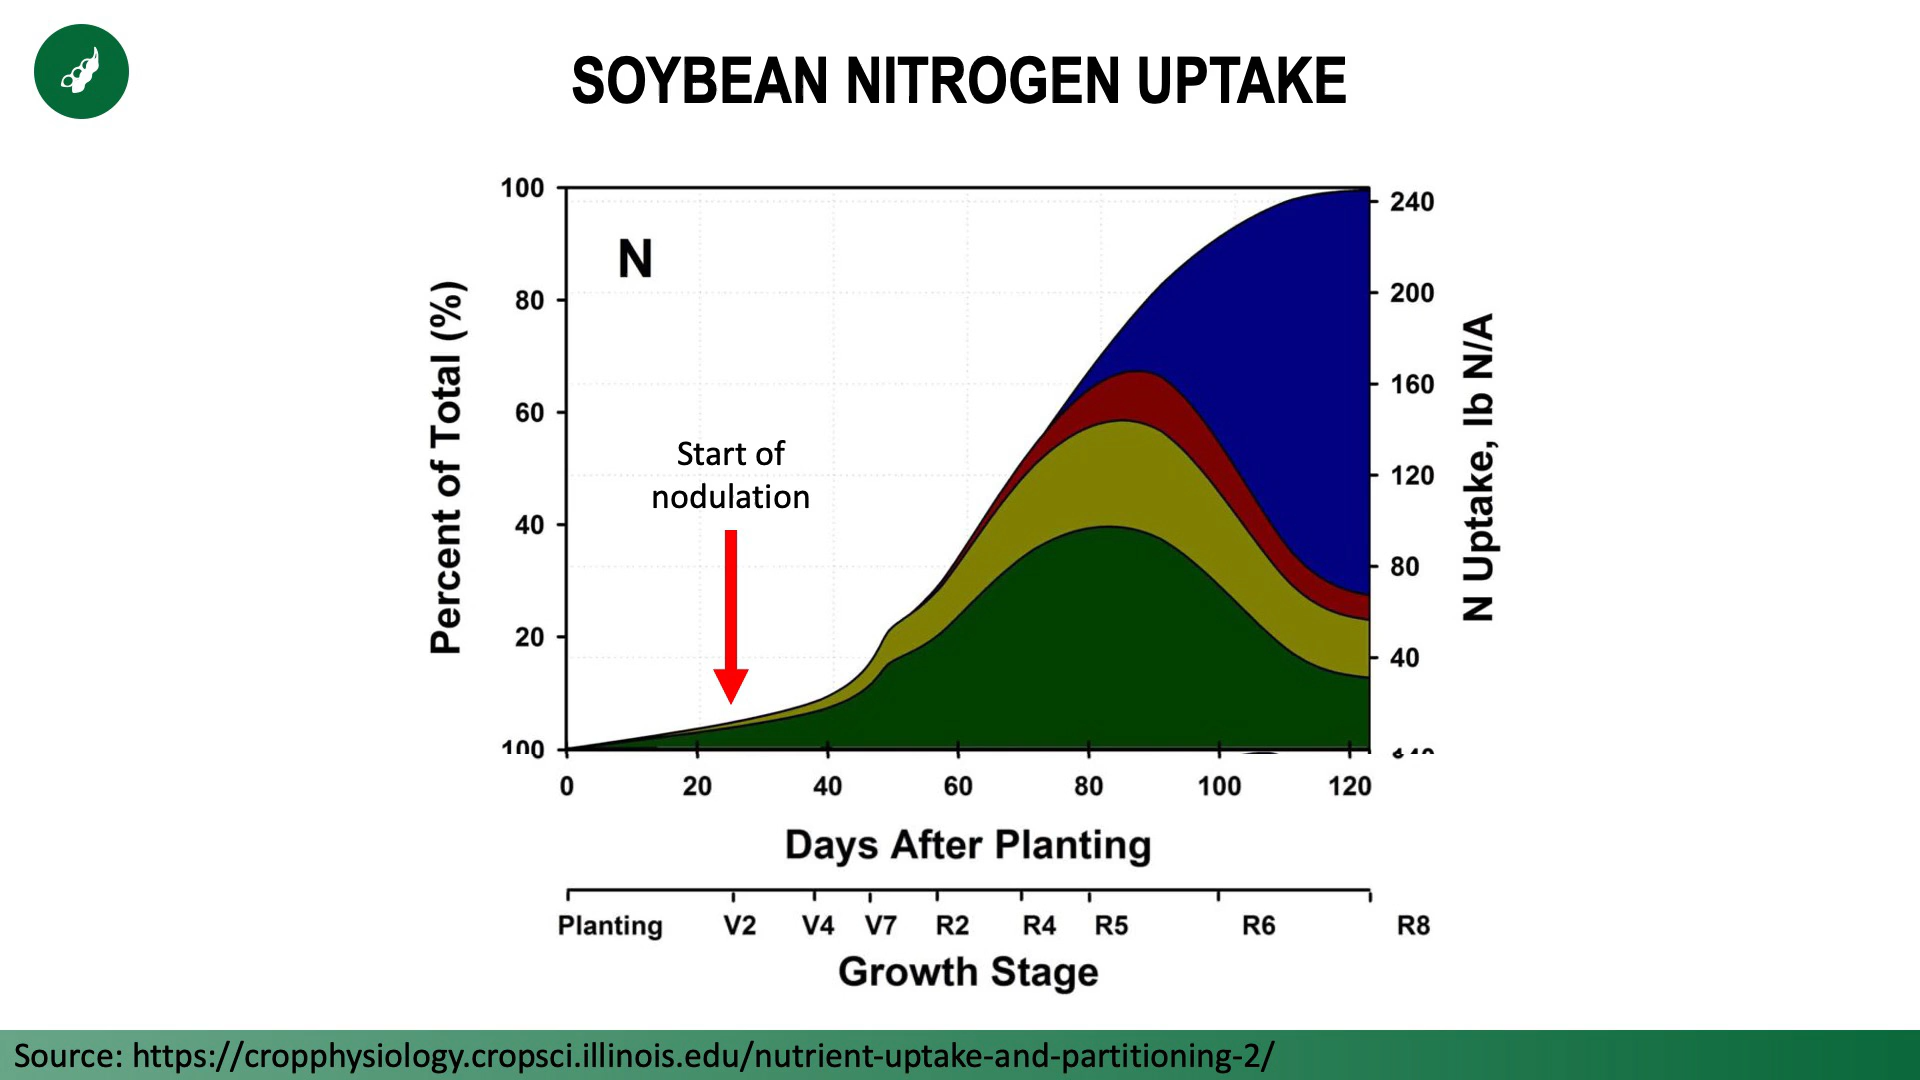 SOYBEAN NITROGEN UPTAKE
N
Percent of Total (%)
100
80
60
40
20
100
240
200
160
120
80
40
N Uptake, lb N/A
Start of
nodulation
0 20 40 60 80 100 120
Days After Planting
Planting V2 V4 V7 R2 R4 R5 R6 R8
Growth Stage
Source: https://cropphysiology.cropsci.illinois.edu/nutrient-uptake-and-partitioning-2/